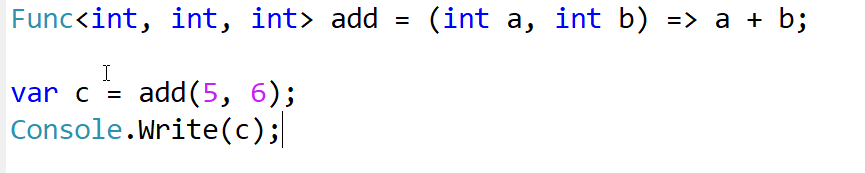 Func<int, int, int> add = (int a, int b) => a + b;
var c = add(5, 6);
Console.Write(c);